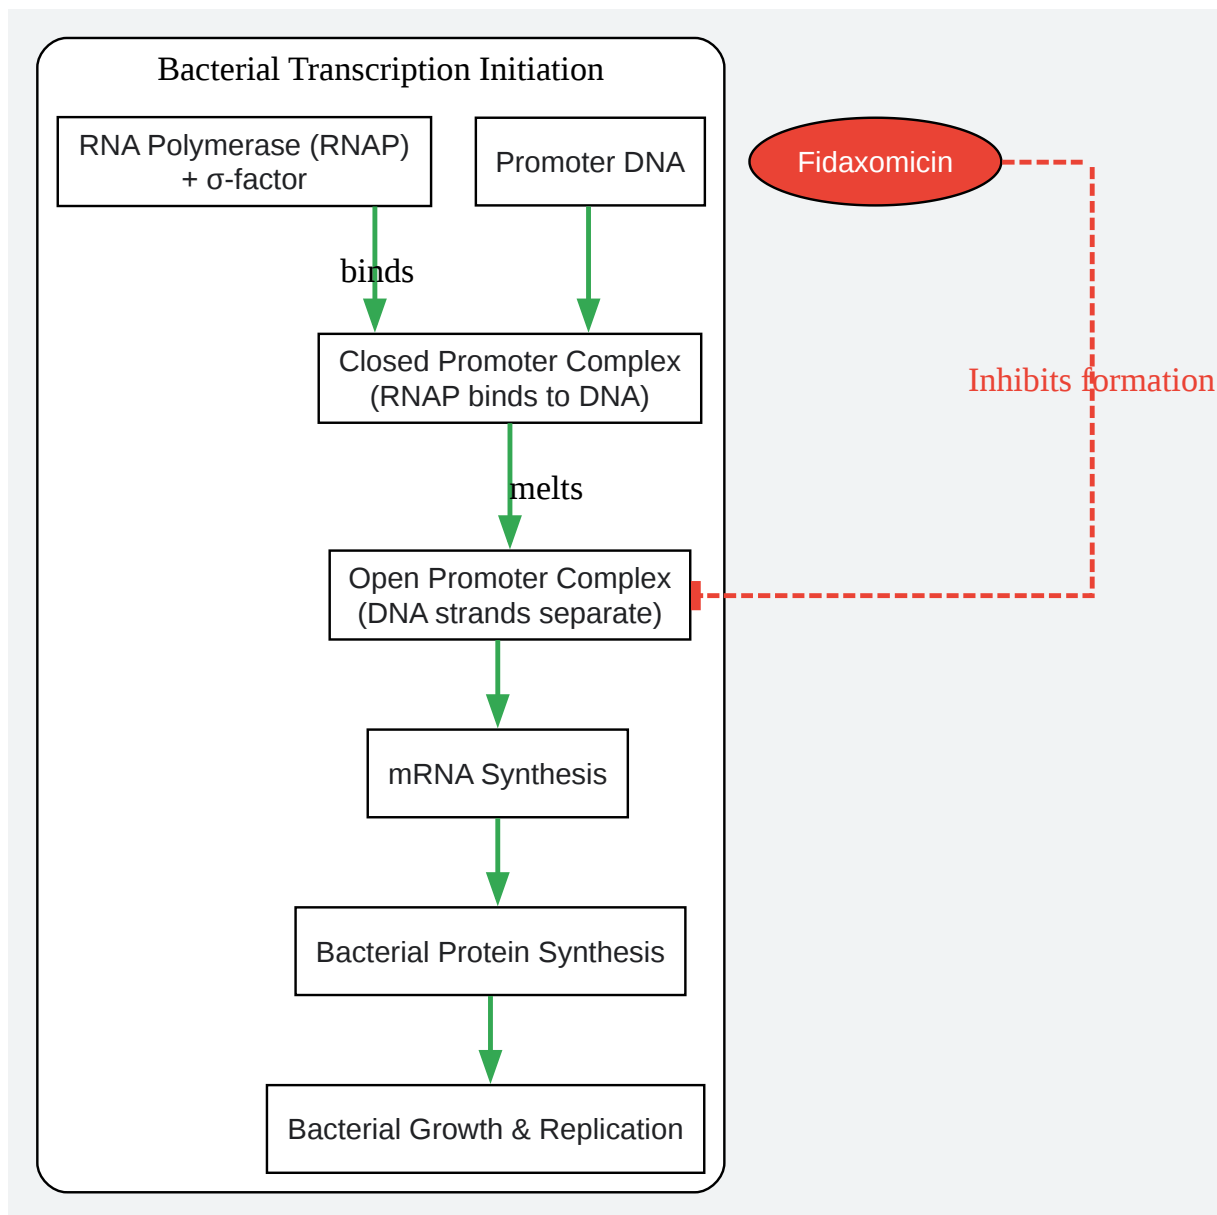 Bacterial Transcription Initiation
RNA Polymerase (RNAP)
+ σ-factor
Promoter DNA
Fidaxomicin
binds
Closed Promoter Complex
(RNAP binds to DNA)
Inhibits formation
melts
Open Promoter Complex
(DNA strands separate)
mRNA Synthesis
Bacterial Protein Synthesis
Bacterial Growth & Replication